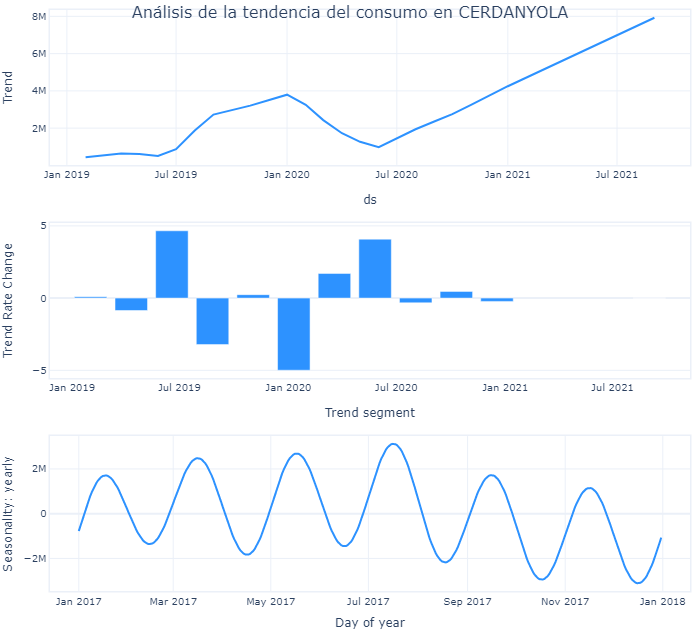 Análisis de la tendencia del consumo en CERDANYOLA
8M
6M
4M
2M
Trend
Jan 2019 Jul 2019 Jan 2020 Jul 2020 Jan 2021 Jul 2021
ds
5
0
−5
Trend Rate Change
Jan 2019 Jul 2019 Jan 2020 Jul 2020 Jan 2021 Jul 2021
Trend segment
2M
0
−2M
Seasonality: yearly
Jan 2017 Mar 2017 May 2017 Jul 2017 Sep 2017 Nov 2017 Jan 2018
Day of year